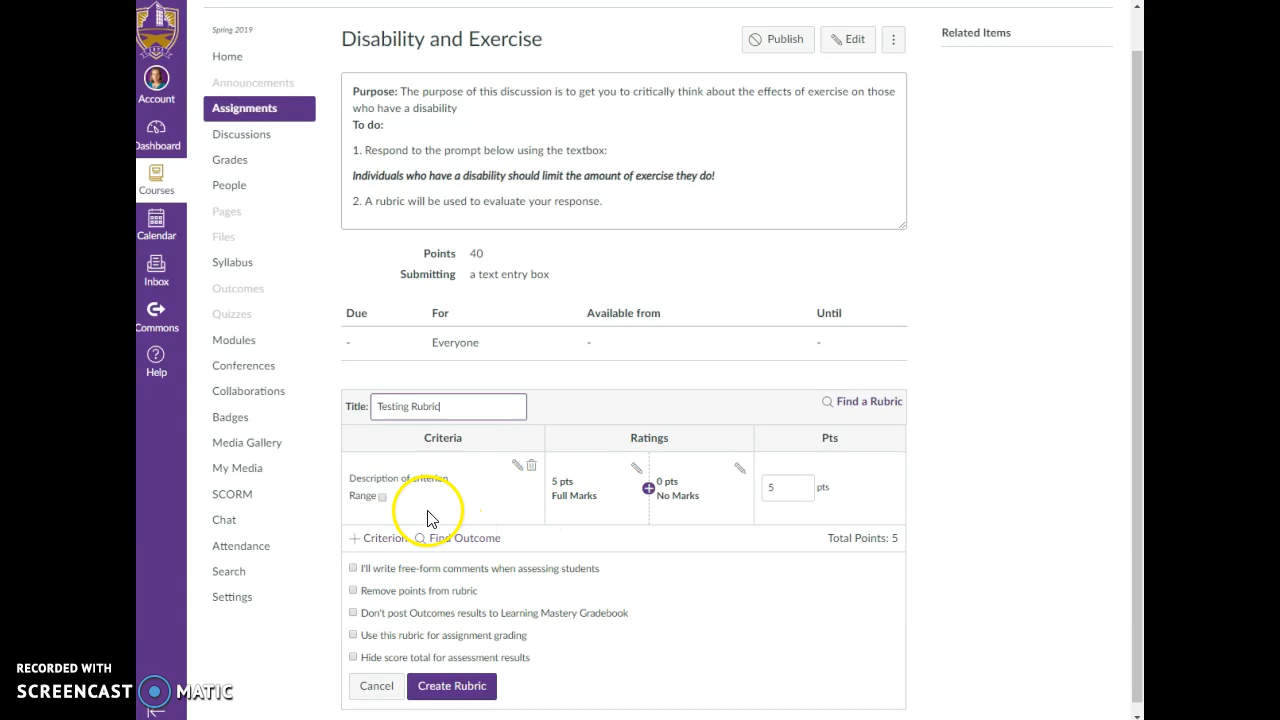 Spring 2019
Disability and Exercise
Publish
Edit
Related Items
Account
Dashboard
Courses
Calendar
Inbox
Commons
Help
Home
Announcements
Assignments
Discussions
Grades
People
Pages
Files
Syllabus
Outcomes
Quizzes
Modules
Conferences
Collaborations
Badges
Media Gallery
My Media
SCORM
Chat
Attendance
Search
Settings
Purpose: The purpose of this discussion is to get you to critically think about the effects of exercise on those
who have a disability
To do:
1. Respond to the prompt below using the textbox:
Individuals who have a disability should limit the amount of exercise they do!
2. A rubric will be used to evaluate your response.
Points 40
Submitting a text entry box
Due For Available from Until
- Everyone - -
Title: Testing Rubric Find a Rubric
Criteria Ratings Pts
Description of criterion
Range
5 pts
Full Marks
0 pts
No Marks
5 pts
Criterion Find Outcome Total Points: 5
I'll write free-form comments when assessing students
Remove points from rubric
Don't post Outcomes results to Learning Mastery Gradebook
Use this rubric for assignment grading
Hide score total for assessment results
Cancel Create Rubric
RECORDED WITH
SCREENCAST MATIC